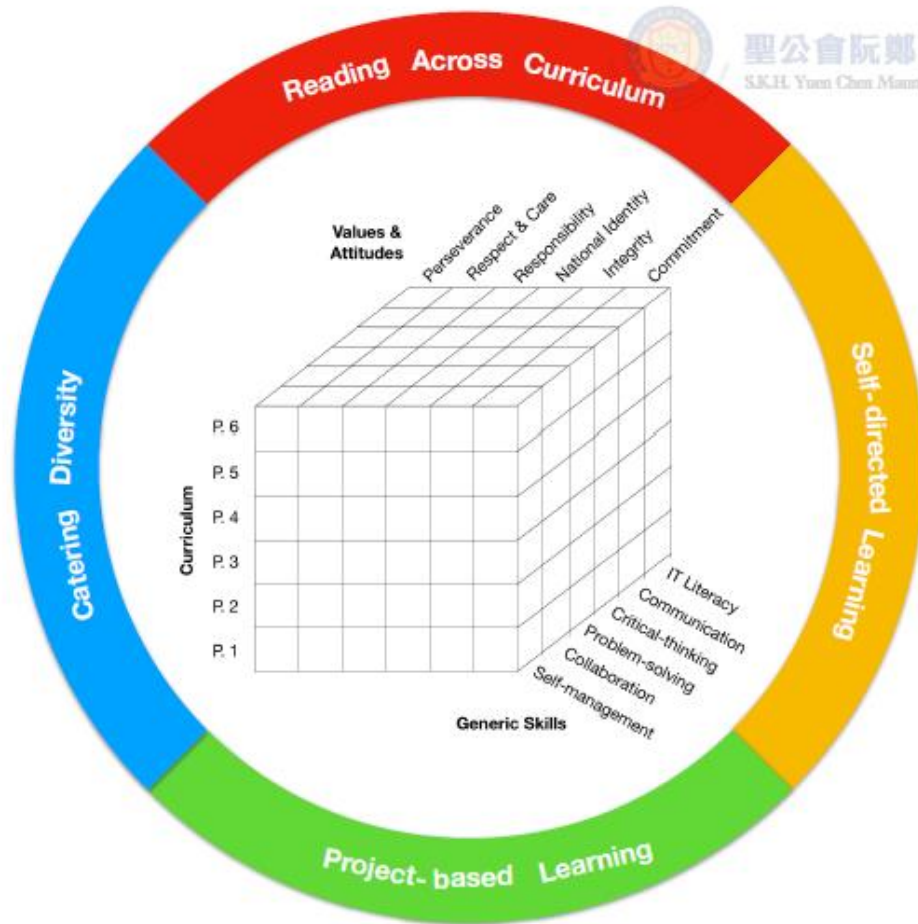 聖公會阮鄭
S.K.H. Yuen Chen Maun
Reading Across Curriculum
Values &
Attitudes
Perseverance
Respect & Care
Responsibility
National Identity
Integrity
Commitment
Catering Diversity
Self-directed Learning
Curriculum
P. 6
P. 5
P. 4
P. 3
P. 2
P. 1
IT Literacy
Communication
Critical-thinking
Problem-solving
Collaboration
Self-management
Generic Skills
Project-based Learning